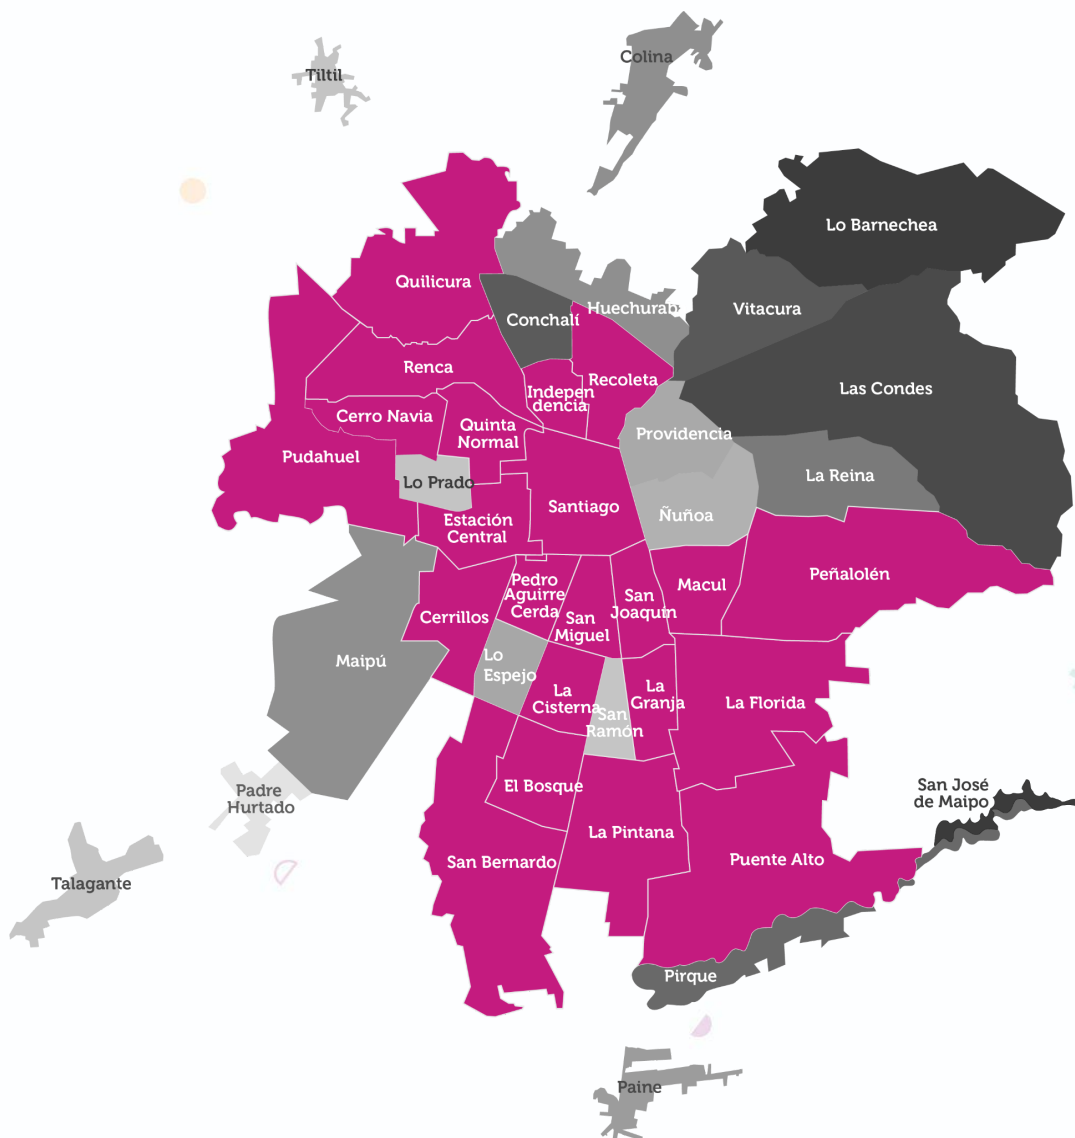 Colina
Tiltil
Lo Barnechea
Quilicura
Huechuraba
Vitacura
Conchalí
Renca
Recoleta
Las Condes
Indepen
dencia
Cerro Navia
Quinta
Normal
Providencia
Pudahuel
La Reina
Lo Prado
Santiago
Ñuñoa
Estación
Central
Peñalolén
Pedro
Aguirre
Cerda
Macul
San
Joaquín
Cerrillos
San
Miguel
Maipú
Lo
Espejo
La
Granja
La
Cisterna
La Florida
San
Ramón
El Bosque
San José
de Maipo
Padre
Hurtado
La Pintana
Puente Alto
San Bernardo
Talagante
Pirque
Paine